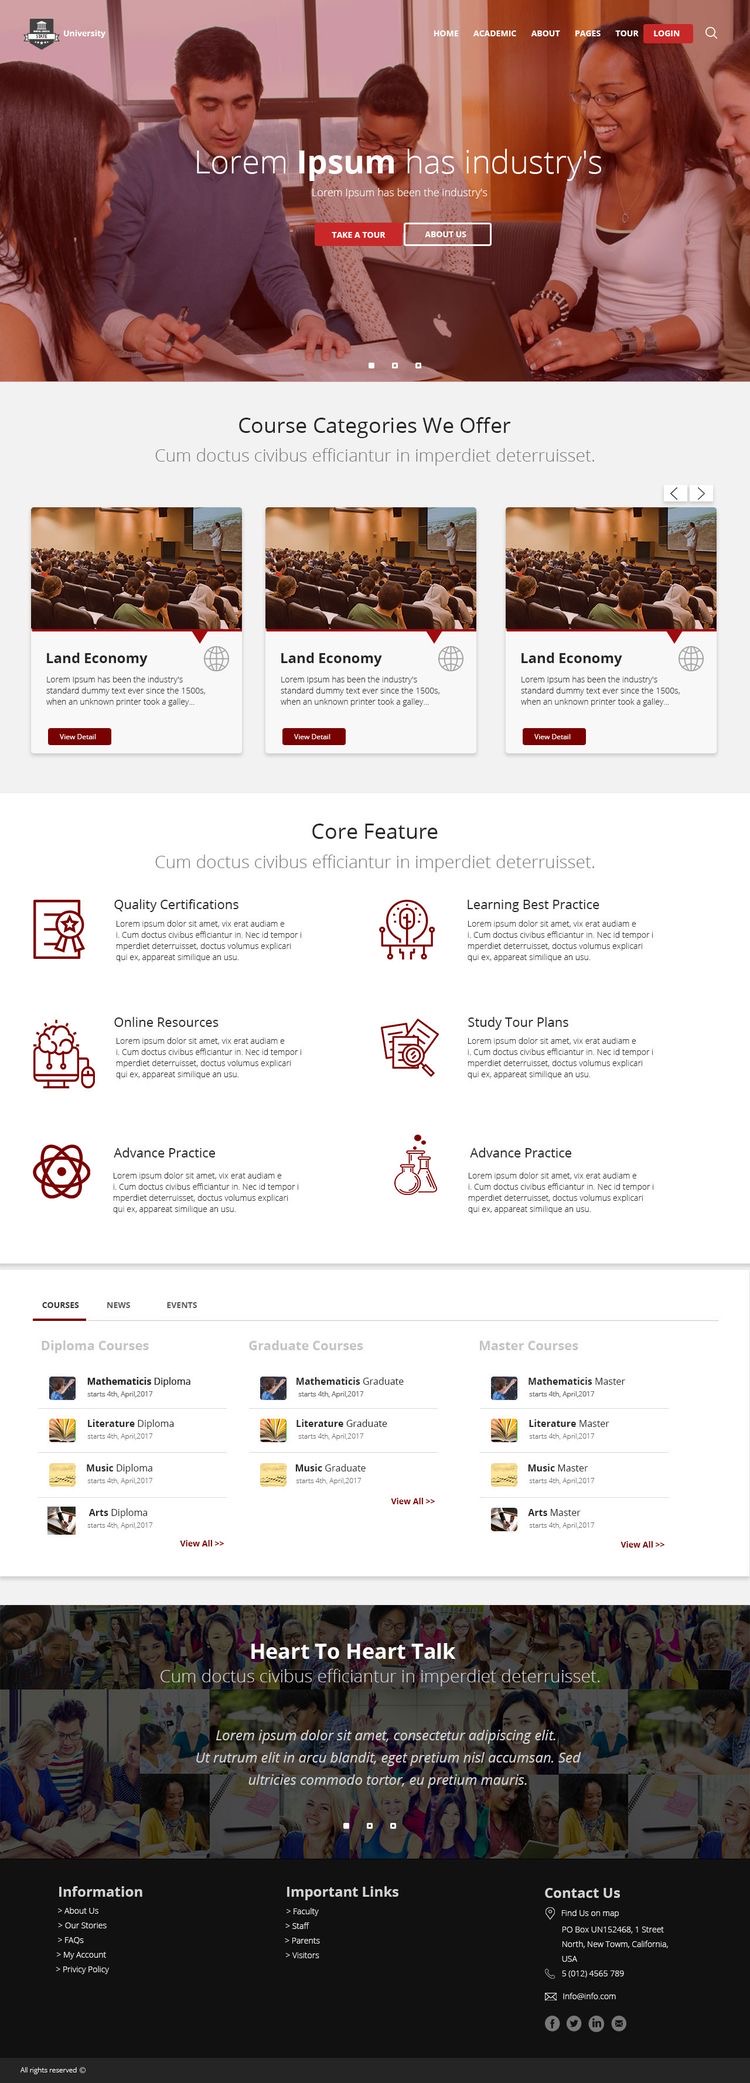 STATE
University
HOME ACADEMIC ABOUT PAGES TOUR LOGIN
Lorem Ipsum has industry's
Lorem Ipsum has been the industry's
TAKE A TOUR ABOUT US
Course Categories We Offer
Cum doctus civibus efficiantur in imperdiet deterruisset.
Land Economy
Lorem Ipsum has been the industry's
standard dummy text ever since the 1500s,
when an unknown printer took a galley...
View Detail
Land Economy
Lorem Ipsum has been the industry's
standard dummy text ever since the 1500s,
when an unknown printer took a galley...
View Detail
Land Economy
Lorem Ipsum has been the industry's
standard dummy text ever since the 1500s,
when an unknown printer took a galley...
View Detail
Core Feature
Cum doctus civibus efficiantur in imperdiet deterruisset.
Quality Certifications
Lorem ipsum dolor sit amet, vix erat audiam e
i. Cum doctus civibus efficiantur in. Nec id tempor i
mperdiet deterruisset, doctus volumus explicari
qui ex, appareat similique an usu.
Learning Best Practice
Lorem ipsum dolor sit amet, vix erat audiam e
i. Cum doctus civibus efficiantur in. Nec id tempor i
mperdiet deterruisset, doctus volumus explicari
qui ex, appareat similique an usu.
Online Resources
Lorem ipsum dolor sit amet, vix erat audiam e
i. Cum doctus civibus efficiantur in. Nec id tempor i
mperdiet deterruisset, doctus volumus explicari
qui ex, appareat similique an usu.
Study Tour Plans
Lorem ipsum dolor sit amet, vix erat audiam e
i. Cum doctus civibus efficiantur in. Nec id tempor i
mperdiet deterruisset, doctus volumus explicari
qui ex, appareat similique an usu.
Advance Practice
Lorem ipsum dolor sit amet, vix erat audiam e
i. Cum doctus civibus efficiantur in. Nec id tempor i
mperdiet deterruisset, doctus volumus explicari
qui ex, appareat similique an usu.
Advance Practice
Lorem ipsum dolor sit amet, vix erat audiam e
i. Cum doctus civibus efficiantur in. Nec id tempor i
mperdiet deterruisset, doctus volumus explicari
qui ex, appareat similique an usu.
COURSES NEWS EVENTS
Diploma Courses
Mathematicis Diploma
starts 4th, April,2017
Literature Diploma
starts 4th, April,2017
Music Diploma
starts 4th, April,2017
Arts Diploma
starts 4th, April,2017
View All >>
Graduate Courses
Mathematicis Graduate
starts 4th, April,2017
Literature Graduate
starts 4th, April,2017
Music Graduate
starts 4th, April,2017
View All >>
Master Courses
Mathematicis Master
starts 4th, April,2017
Literature Master
starts 4th, April,2017
Music Master
starts 4th, April,2017
Arts Master
starts 4th, April,2017
View All >>
Heart To Heart Talk
Cum doctus civibus efficiantur in imperdiet deterruisset.
Lorem ipsum dolor sit amet, consectetur adipiscing elit.
Ut rutrum elit in arcu blandit, eget pretium nisl accumsan. Sed
ultricies commodo tortor, eu pretium mauris.
Information
> About Us
> Our Stories
> FAQs
> My Account
> Privicy Policy
Important Links
> Faculty
> Staff
> Parents
> Visitors
Contact Us
Find Us on map
PO Box UN152468, 1 Street
North, New Towm, California,
USA
5 (012) 4565 789
Info@info.com
All rights reserved ©